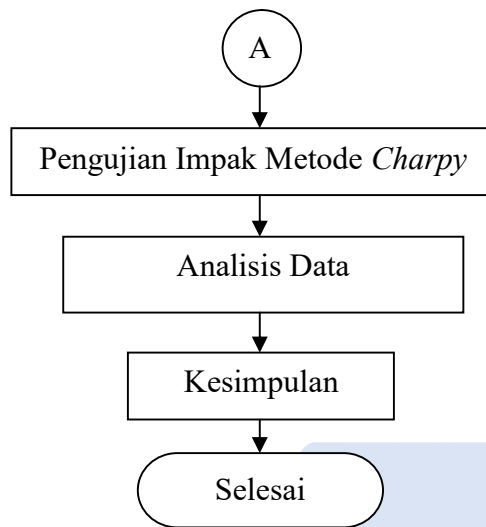 A
Pengujian Impak Metode Charpy
Analisis Data
Kesimpulan
Selesai